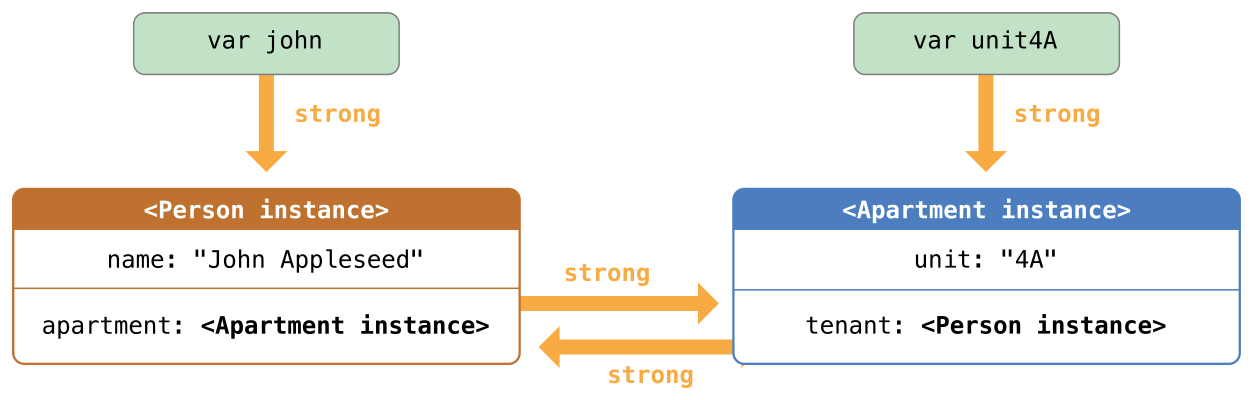 var john
var unit4A
strong
strong
<Person instance>
<Apartment instance>
name: "John Appleseed"
unit: "4A"
strong
apartment: <Apartment instance>
tenant: <Person instance>
strong